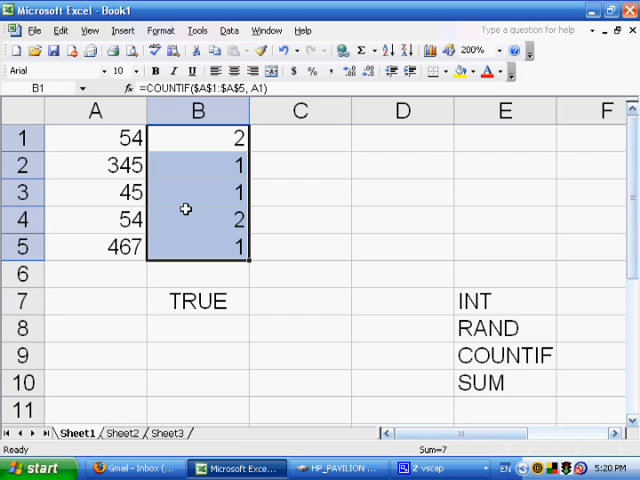 Microsoft Excel - Book1
File Edit View Insert Format Tools Data Window Help
Type a question for help
200%
Arial 10 B I U $ % ,
B1 fx =COUNTIF($A$1:$A$5, A1)
A B C D E F
1 54 2
2 345 1
3 45 1
4 54 2
5 467 1
6
7 TRUE INT
8 RAND
9 COUNTIF
10 SUM
11
Sheet1 Sheet2 Sheet3
Ready Sum=7
start Gmail - Inbox (... Microsoft Exce... HP_PAVILION ... 2 vscap EN 5:20 PM